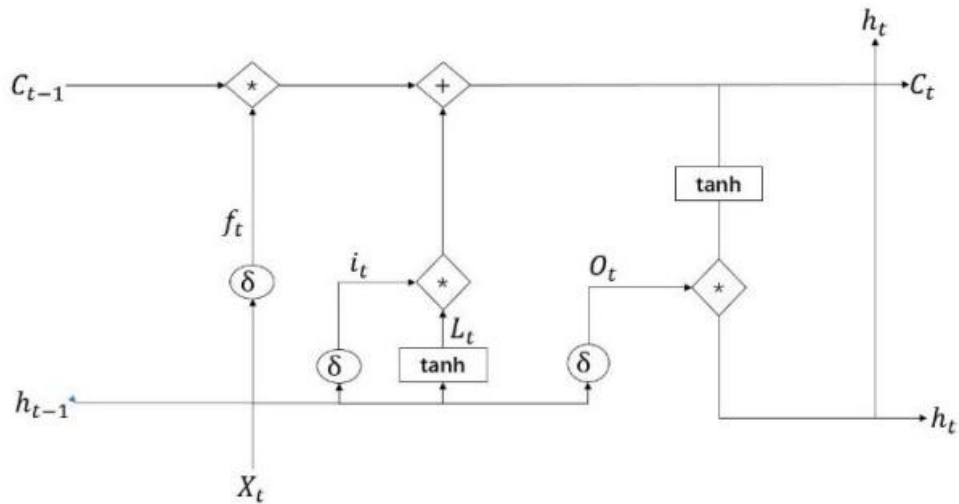 h_t
C_{t-1}
*
+
C_t
tanh
f_t
δ
i_t
*
O_t
*
L_t
δ
tanh
δ
h_{t-1}
h_t
X_t